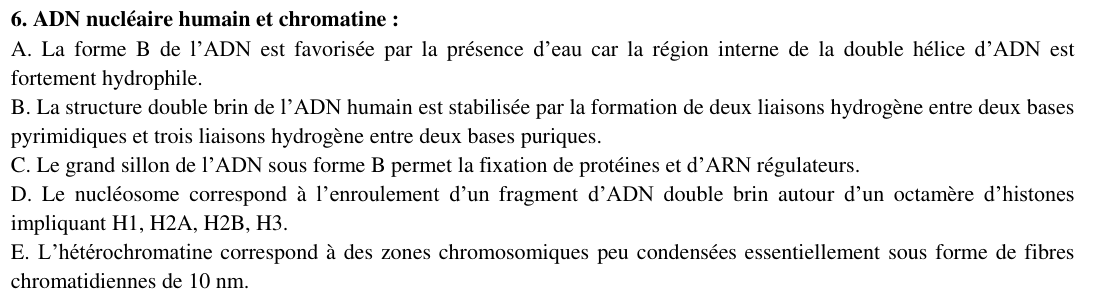 6. ADN nucléaire humain et chromatine :
A. La forme B de l’ADN est favorisée par la présence d’eau car la région interne de la double hélice d’ADN est
fortement hydrophile.
B. La structure double brin de l’ADN humain est stabilisée par la formation de deux liaisons hydrogène entre deux bases
pyrimidiques et trois liaisons hydrogène entre deux bases puriques.
C. Le grand sillon de l’ADN sous forme B permet la fixation de protéines et d’ARN régulateurs.
D. Le nucléosome correspond à l’enroulement d’un fragment d’ADN double brin autour d’un octamère d’histones
impliquant H1, H2A, H2B, H3.
E. L’hétérochromatine correspond à des zones chromosomiques peu condensées essentiellement sous forme de fibres
chromatidiennes de 10 nm.